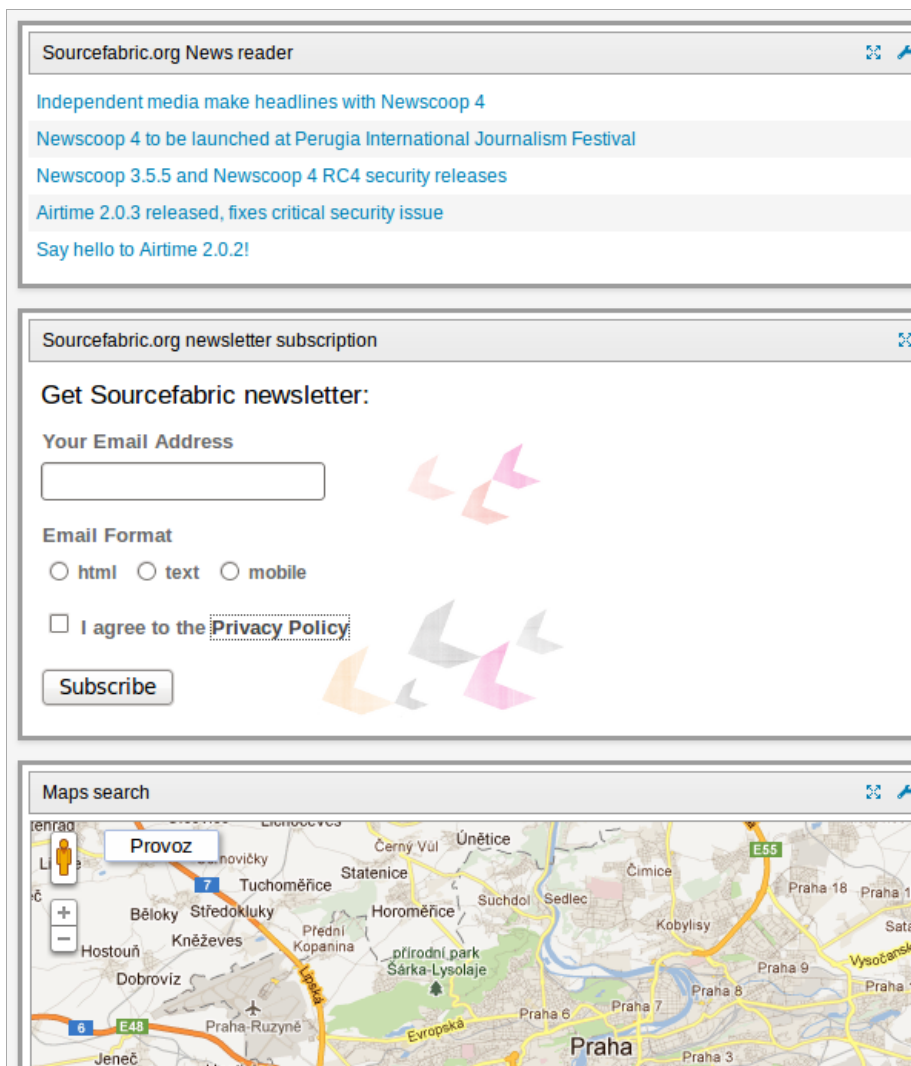 Sourcefabric.org News reader
Independent media make headlines with Newscoop 4
Newscoop 4 to be launched at Perugia International Journalism Festival
Newscoop 3.5.5 and Newscoop 4 RC4 security releases
Airtime 2.0.3 released, fixes critical security issue
Say hello to Airtime 2.0.2!
Sourcefabric.org newsletter subscription
Get Sourcefabric newsletter:
Your Email Address
Email Format
html text mobile
I agree to the Privacy Policy
Subscribe
Maps search
Provoz
Černý Vůl
Únětice
E55
Statenice
Čimice
7
Tuchoměřice
Suchdol
Sedlec
Praha 18
Běloky
Středokluky
Horoměřice
Přední
Kopanina
Kobylisy
Hostouň
Kněževes
přírodní park
Šárka-Lysolaje
Praha 9
Dobrovíz
Lipská
Praha 8
Praha 7
Praha 6
6
E48
Praha-Ruzyně
Evropská
Praha
Praha 3
Jeneč